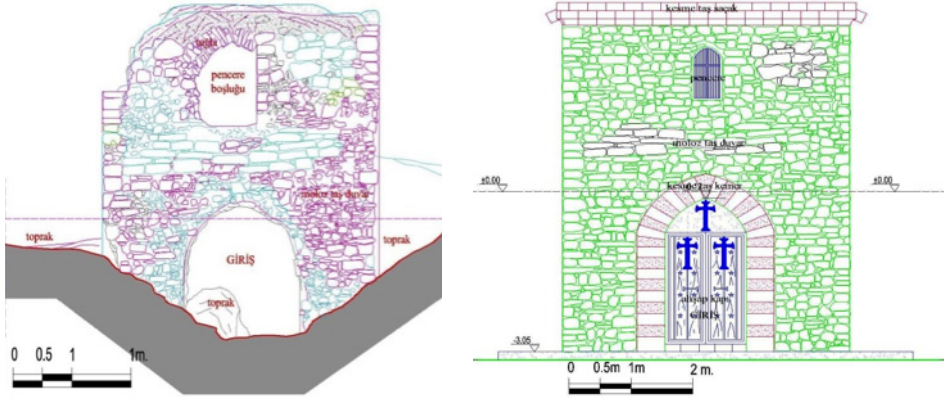 tuğla
pencere
boşluğu
moloz taş duvar
toprak
GİRİŞ
toprak
toprak
0 0.5 1 1m.
kesme taş saçak
pencere
moloz taş duvar
±0.00
±0.00
kesme taş kemer
ahşap kapı
GİRİŞ
-3.05
0 0.5m 1m 2 m.